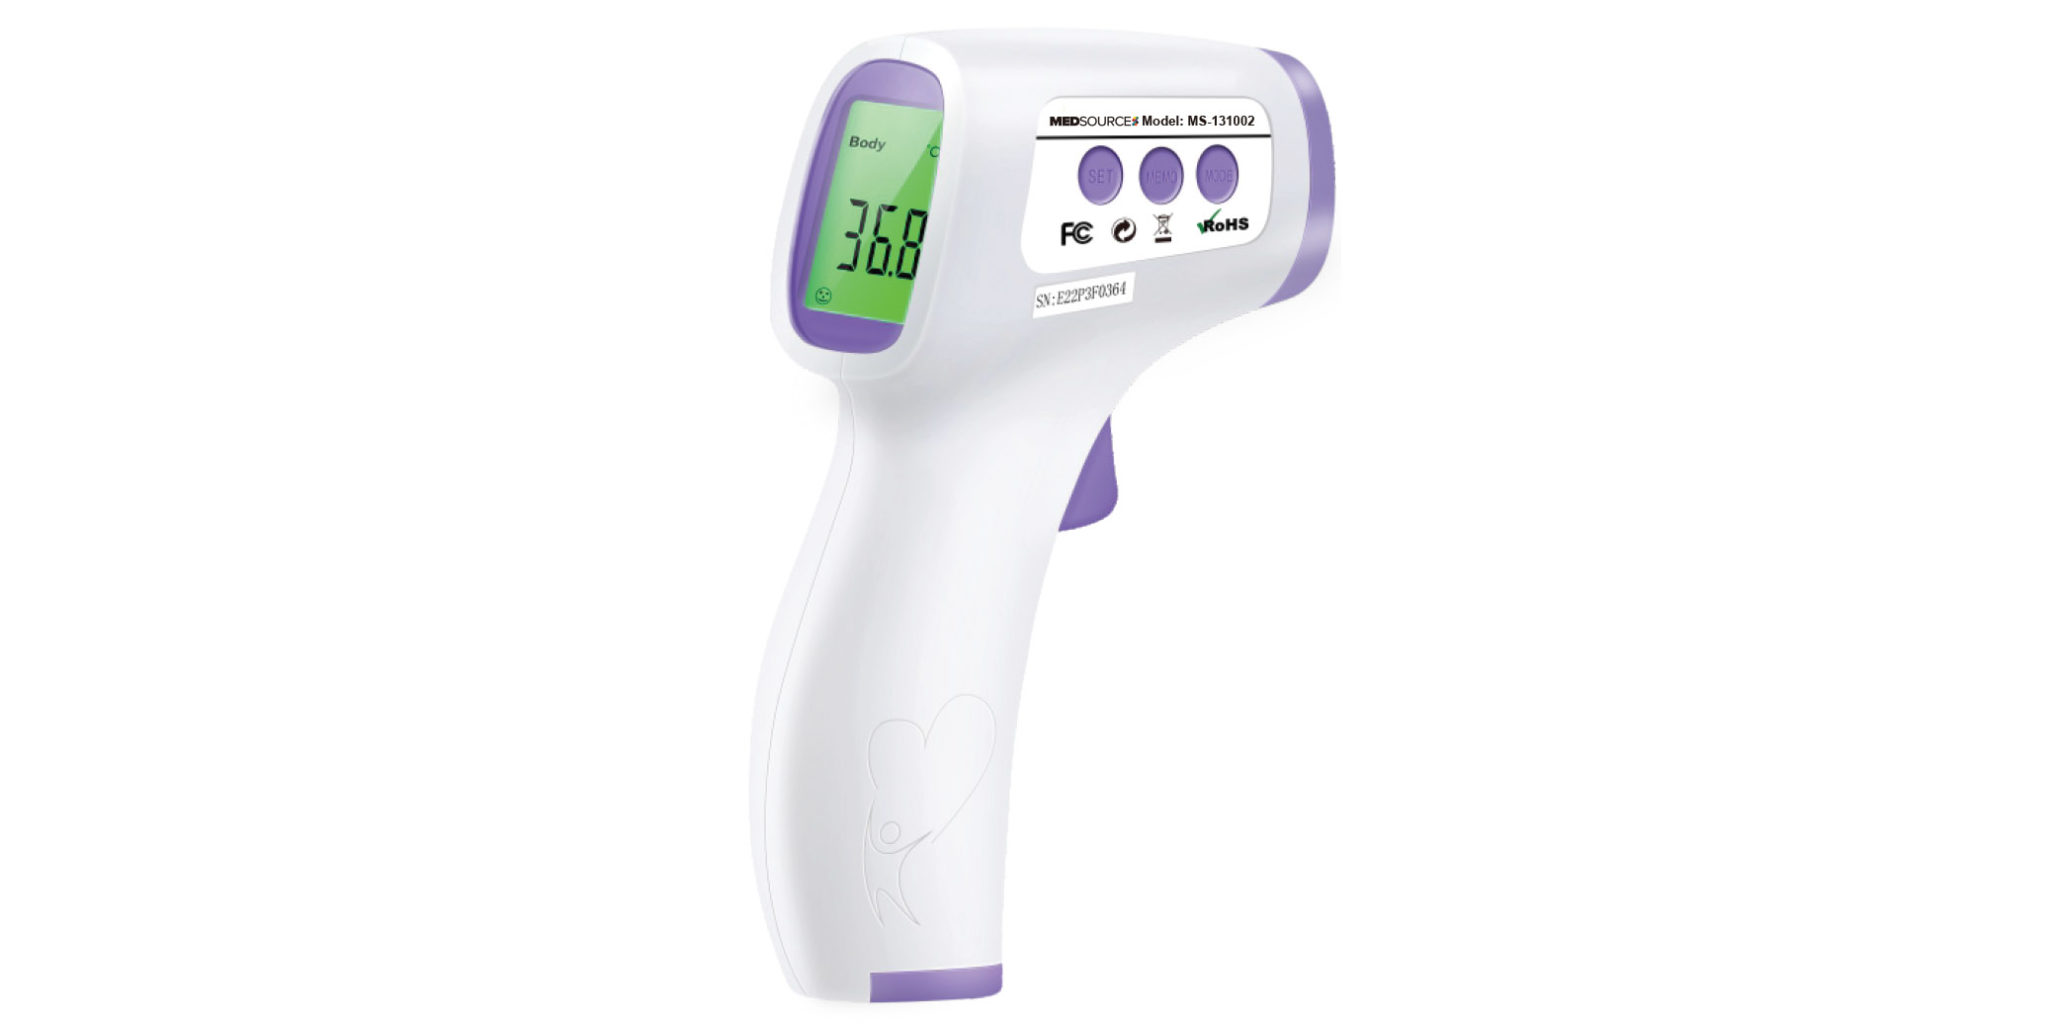 Body
°C
36.8
MEDSOURCE Model: MS-131002
SET MEMO MODE
FC RoHS
SN:E22P3F0364